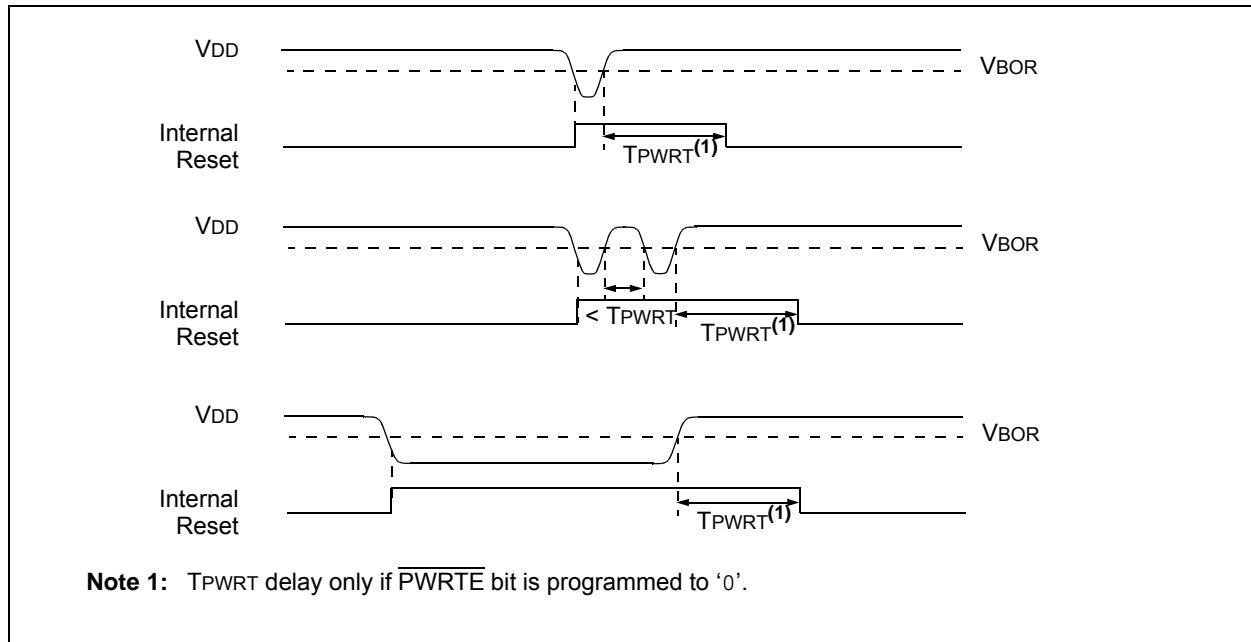 VDD
VBOR
Internal
Reset
TPWRT(1)
VDD
VBOR
Internal
Reset
< TPWRT
TPWRT(1)
VDD
VBOR
Internal
Reset
TPWRT(1)
Note 1: TPWRT delay only if PWRTE bit is programmed to ‘0’.